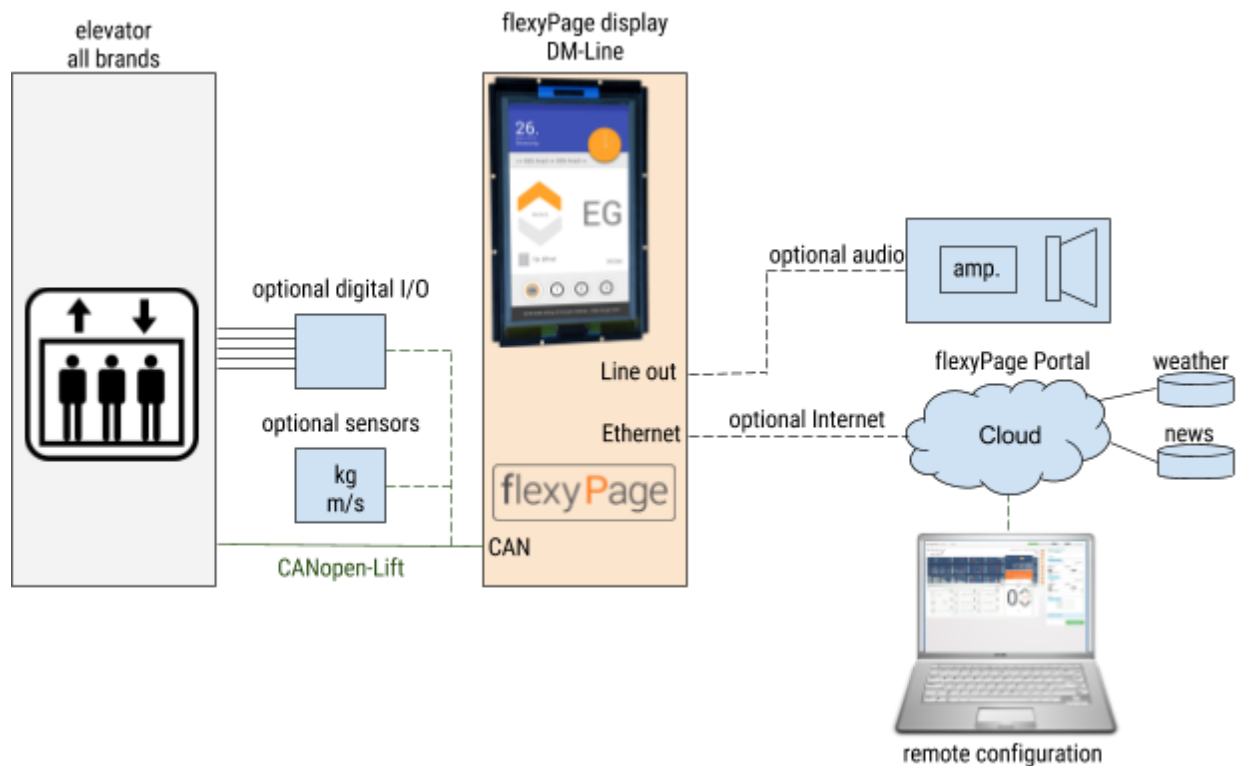 elevator
all brands
flexyPage display
DM-Line
26.
EG
optional digital I/O
optional audio
amp.
Line out
flexyPage Portal
weather
optional sensors
Ethernet
optional Internet
Cloud
news
kg
m/s
flexyPage
CAN
CANopen-Lift
remote configuration